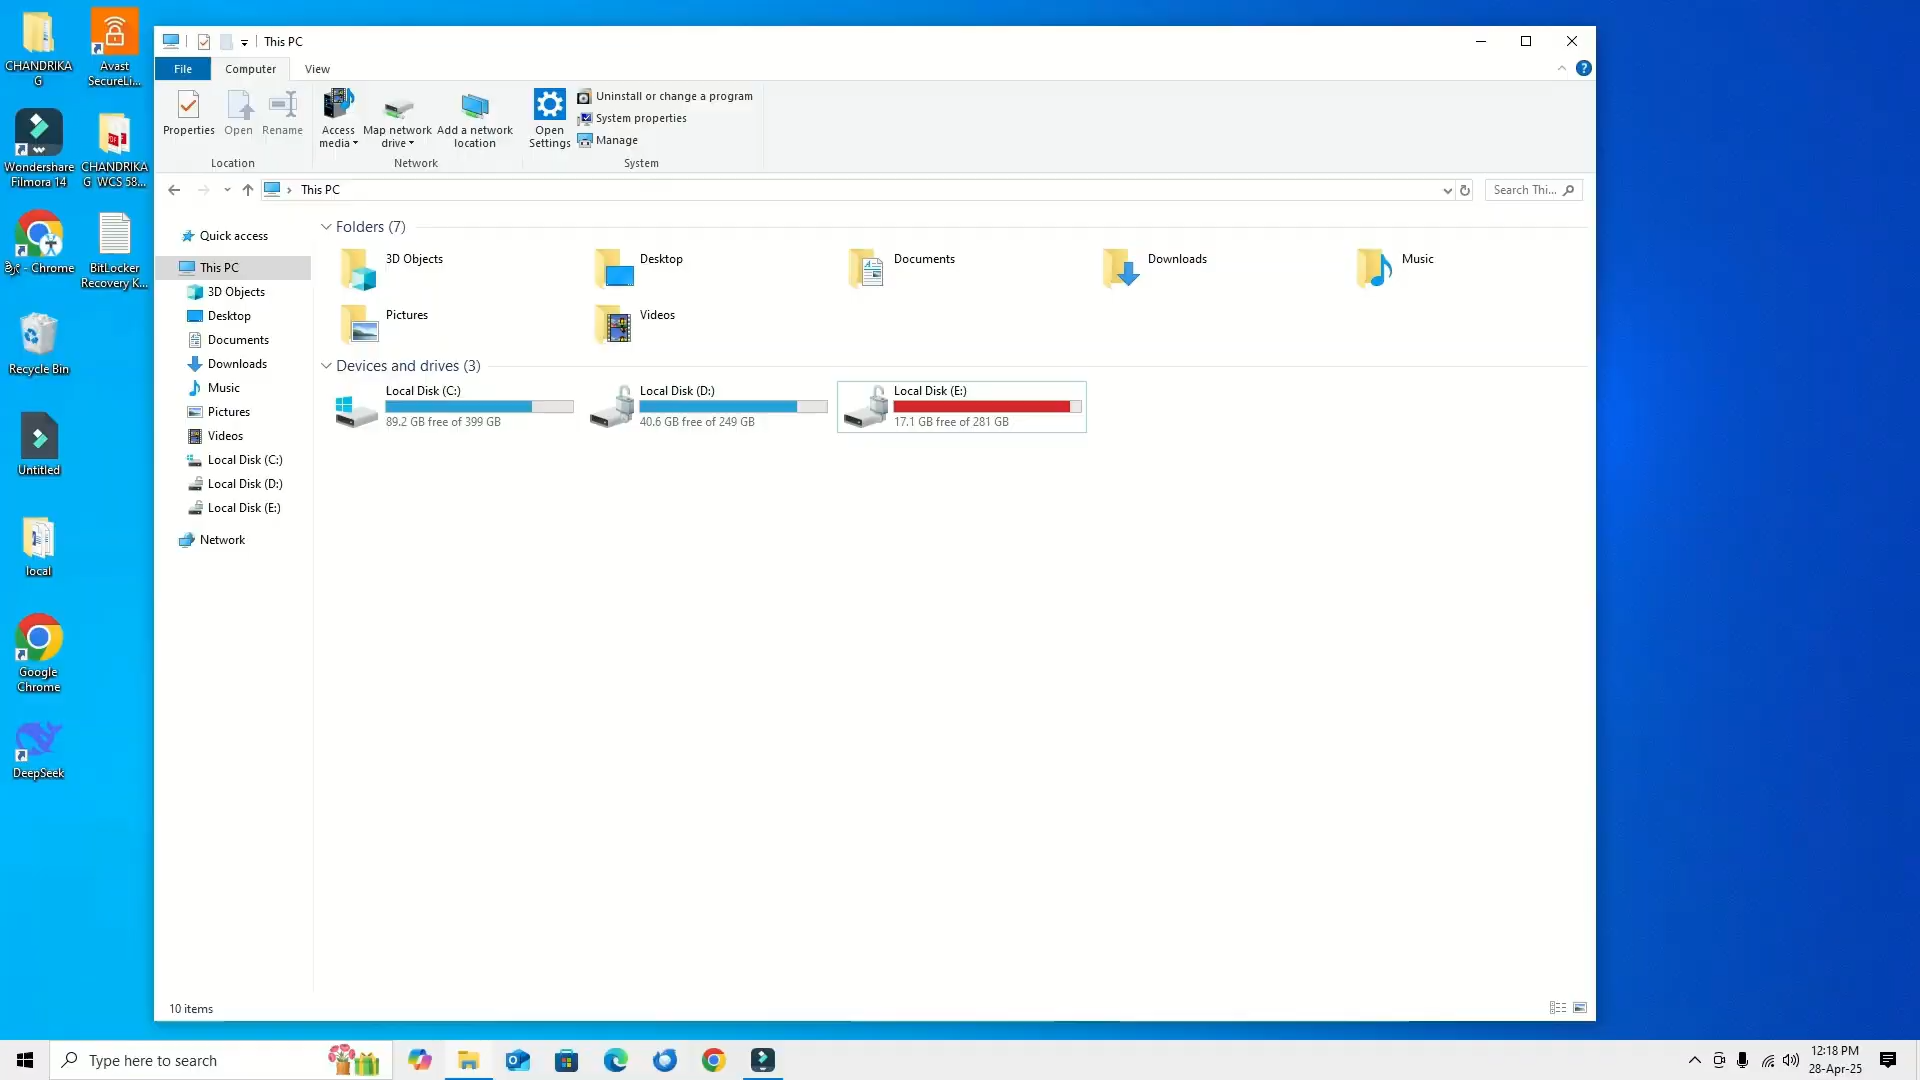 CHANDRIKA
G
Avast
SecureLi...
Wondershare
Filmora 14
CHANDRIKA
G WCS 58...
- Chrome
BitLocker
Recovery K...
Recycle Bin
Untitled
local
Google
Chrome
DeepSeek
This PC
File
Computer
View
Properties
Open
Rename
Location
Access
media
Map network
drive
Add a network
location
Network
Open
Settings
Uninstall or change a program
System properties
Manage
System
This PC
Search Thi...
Quick access
This PC
3D Objects
Desktop
Documents
Downloads
Music
Pictures
Videos
Local Disk (C:)
Local Disk (D:)
Local Disk (E:)
Network
Folders (7)
3D Objects
Desktop
Documents
Downloads
Music
Pictures
Videos
Devices and drives (3)
Local Disk (C:)
89.2 GB free of 399 GB
Local Disk (D:)
40.6 GB free of 249 GB
Local Disk (E:)
17.1 GB free of 281 GB
10 items
Type here to search
12:18 PM
28-Apr-25